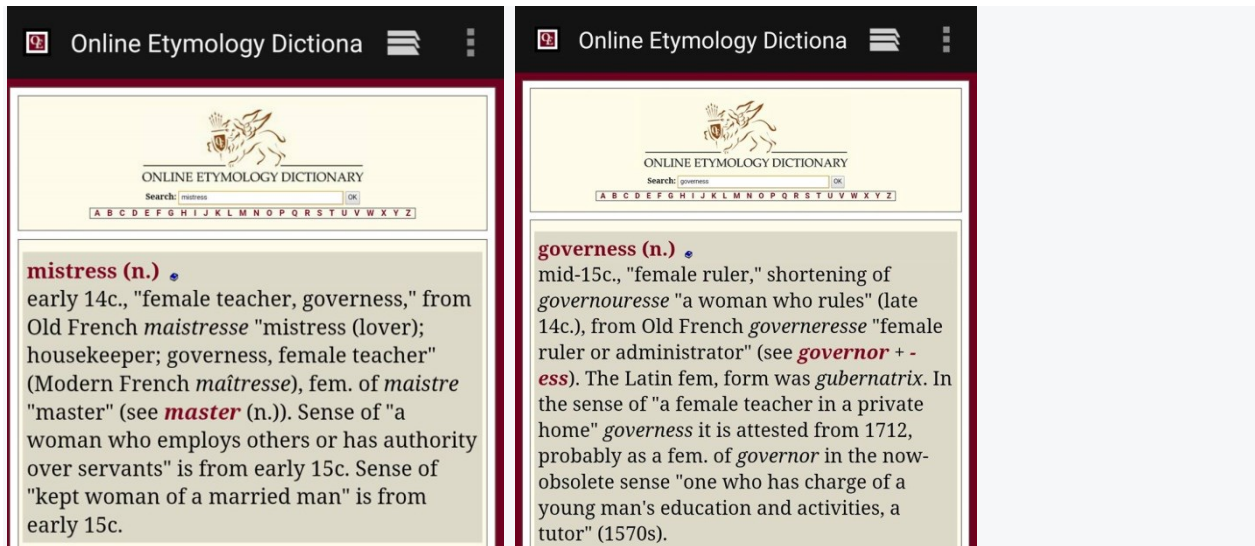 Online Etymology Dictiona
ONLINE ETYMOLOGY DICTIONARY
Search: mistress OK
A B C D E F G H I J K L M N O P Q R S T U V W X Y Z
mistress (n.)
early 14c., "female teacher, governess," from
Old French maistresse "mistress (lover);
housekeeper; governess, female teacher"
(Modern French maîtresse), fem. of maistre
"master" (see master (n.)). Sense of "a
woman who employs others or has authority
over servants" is from early 15c. Sense of
"kept woman of a married man" is from
early 15c.
Online Etymology Dictiona
ONLINE ETYMOLOGY DICTIONARY
Search: governess OK
A B C D E F G H I J K L M N O P Q R S T U V W X Y Z
governess (n.)
mid-15c., "female ruler," shortening of
governouresse "a woman who rules" (late
14c.), from Old French governeresse "female
ruler or administrator" (see governor + -
ess). The Latin fem, form was gubernatrix. In
the sense of "a female teacher in a private
home" governess it is attested from 1712,
probably as a fem. of governor in the now-
obsolete sense "one who has charge of a
young man's education and activities, a
tutor" (1570s).